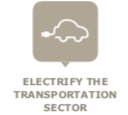 ELECTRIFY THE
TRANSPORTATION
SECTOR